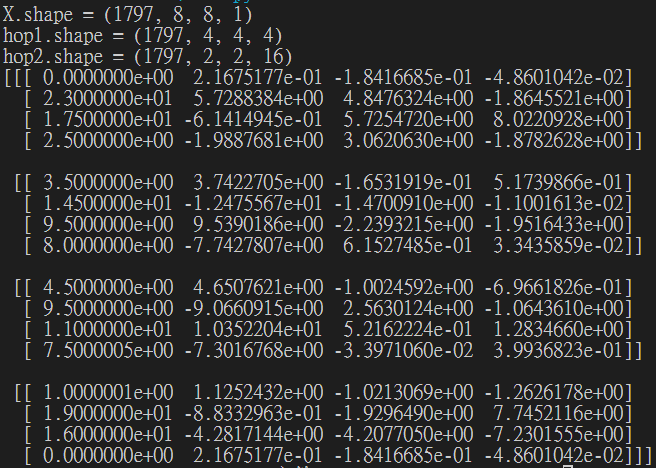 X.shape = (1797, 8, 8, 1)
hop1.shape = (1797, 4, 4, 4)
hop2.shape = (1797, 2, 2, 16)
[[[ 0.0000000e+00  2.1675177e-01 -1.8416685e-01 -4.8601042e-02]
  [ 2.3000000e+01  5.7288384e+00  4.8476324e+00 -1.8645521e+00]
  [ 1.7500000e+01 -6.1414945e-01  5.7254720e+00  8.0220928e+00]
  [ 2.5000000e+01 -1.9887681e+00  3.0620630e+00 -1.8782628e+00]]
 [[ 3.5000000e+00  3.7422705e+00 -1.6531919e-01  5.1739866e-01]
  [ 1.4500000e+01 -1.2475567e+01 -1.4700910e+00 -1.1001613e-02]
  [ 9.5000000e+00  9.5390186e+00 -2.2393215e-01 -1.9516433e+00]
  [ 8.0000000e+00 -7.7427807e+00  6.1527485e-01  3.3435859e-02]]
 [[ 4.5000000e+00  4.6507621e+00 -1.0024592e+00 -6.9661826e-01]
  [ 9.5000000e+00 -9.0660915e+00  2.5630124e+00 -1.0643610e+00]
  [ 1.1000000e+01  1.0352204e+01  5.2162224e-01  1.2834660e+00]
  [ 7.5000005e+00 -7.3016768e+00 -3.3971060e-02  3.9936823e-01]]
 [[ 1.0000001e+00  1.1252432e+00 -1.0213069e+00 -1.2626178e+00]
  [ 1.9000000e+01 -8.8332963e-01 -1.9296490e+00  7.7452116e+00]
  [ 1.6000000e+01 -4.2817144e+00 -4.2077050e+00 -7.2301555e+00]
  [ 0.0000000e+00  2.1675177e-01 -1.8416685e-01 -4.8601042e-02]]]